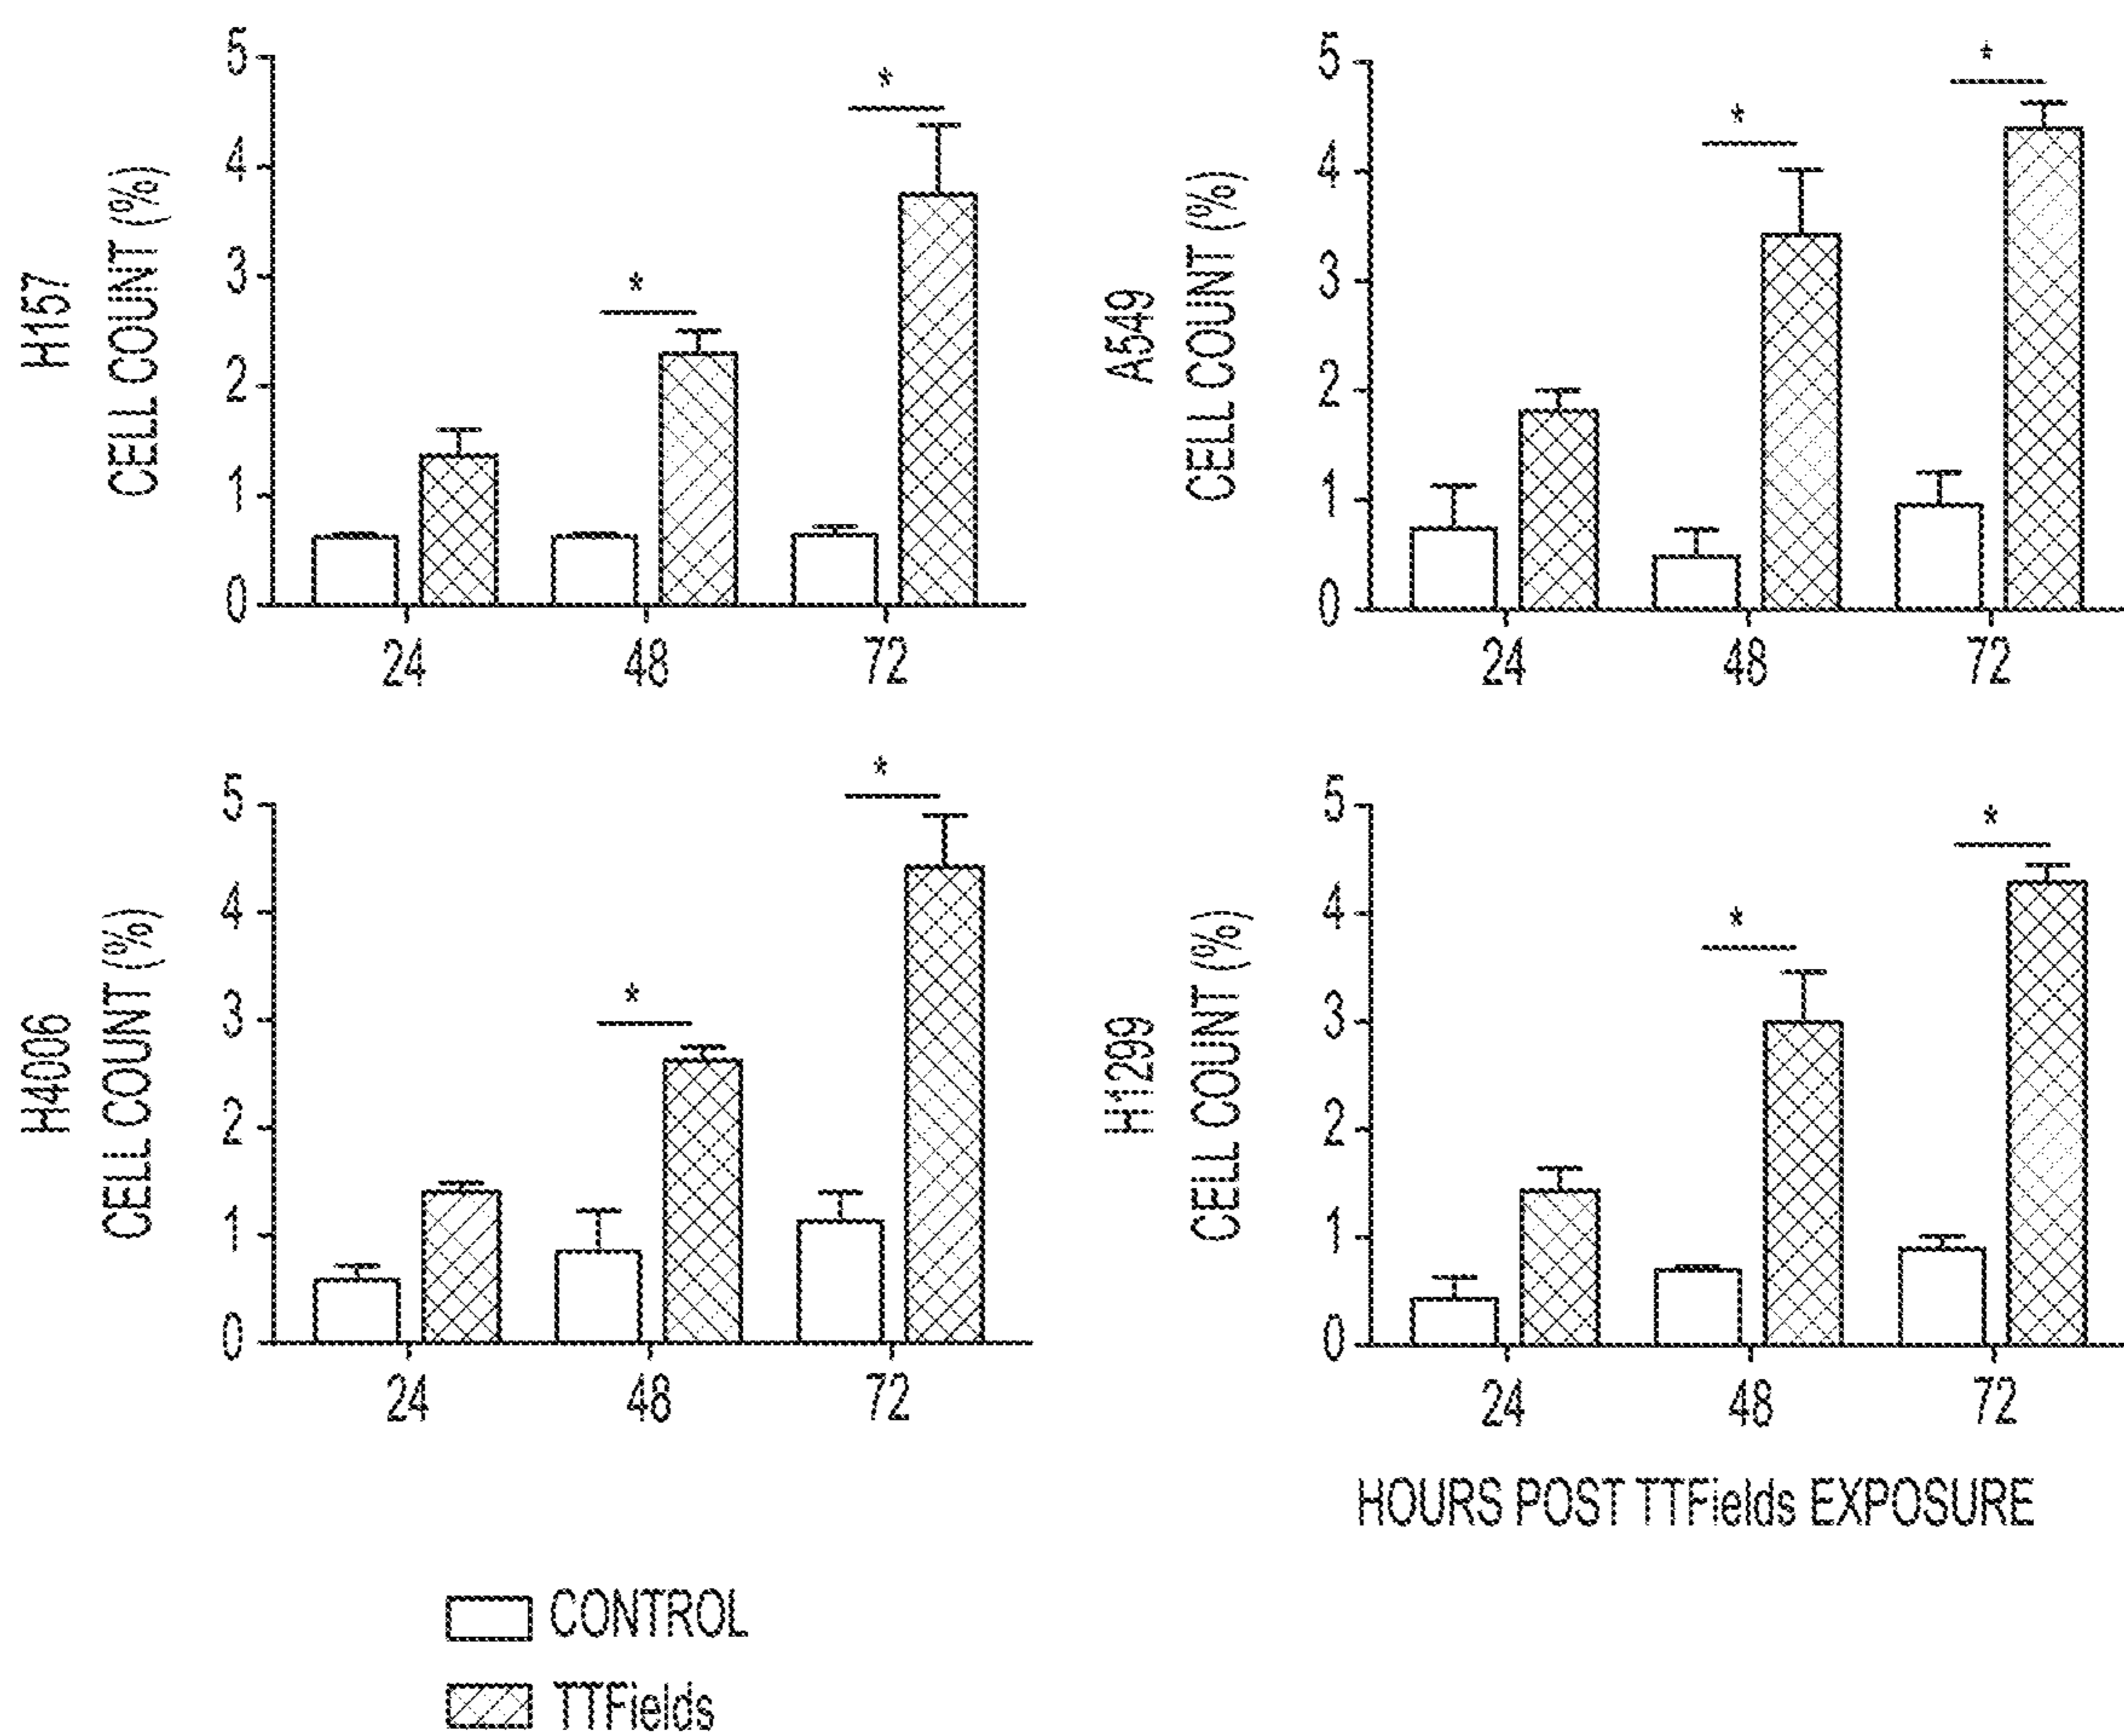 H157
CELL COUNT (%)
5
4
3
2
1
0
*
*
24 48 72
A549
CELL COUNT (%)
5
4
3
2
1
0
*
*
24 48 72
H4006
CELL COUNT (%)
5
4
3
2
1
0
*
*
24 48 72
H1299
CELL COUNT (%)
5
4
3
2
1
0
*
*
24 48 72
HOURS POST TTFields EXPOSURE
CONTROL
TTFields